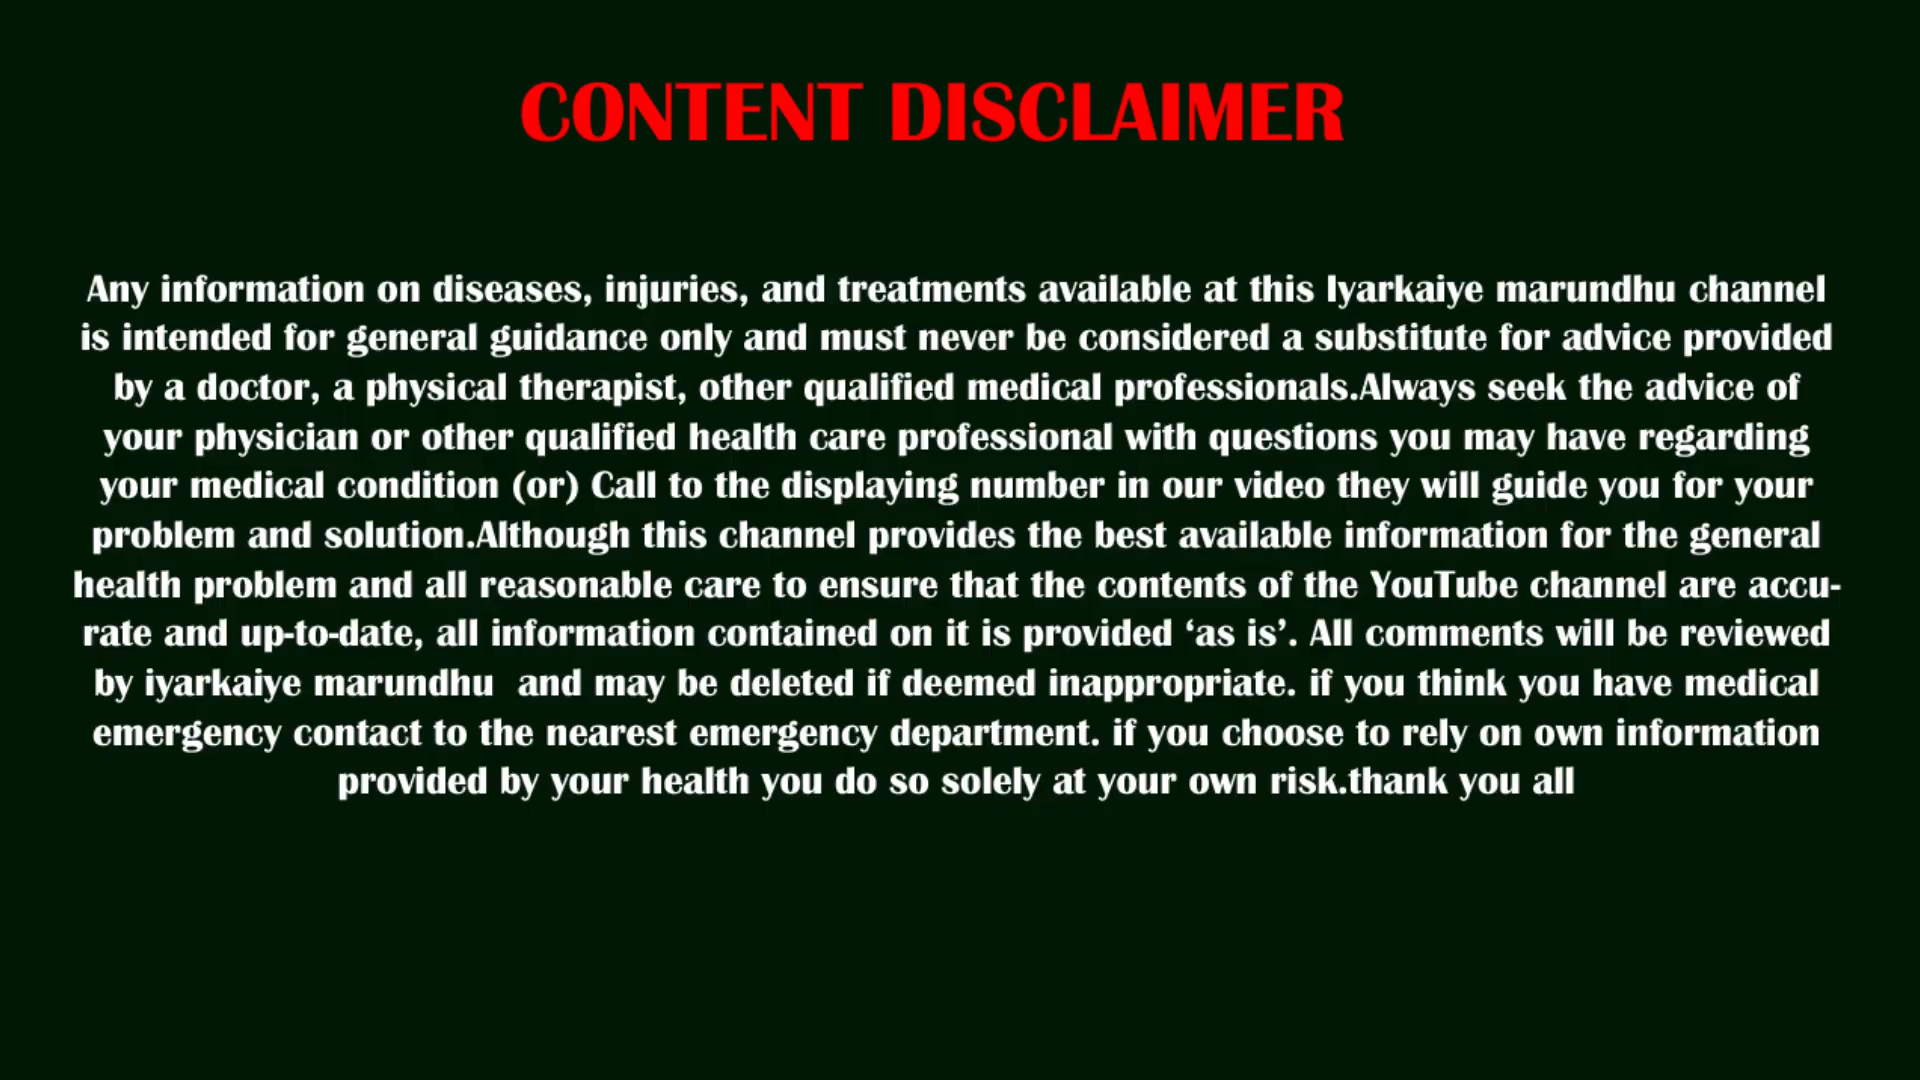 CONTENT DISCLAIMER
Any information on diseases, injuries, and treatments available at this Iyarkaiye marundhu channel
is intended for general guidance only and must never be considered a substitute for advice provided
by a doctor, a physical therapist, other qualified medical professionals.Always seek the advice of
your physician or other qualified health care professional with questions you may have regarding
your medical condition (or) Call to the displaying number in our video they will guide you for your
problem and solution.Although this channel provides the best available information for the general
health problem and all reasonable care to ensure that the contents of the YouTube channel are accu-
rate and up-to-date, all information contained on it is provided ‘as is’. All comments will be reviewed
by iyarkaiye marundhu  and may be deleted if deemed inappropriate. if you think you have medical
emergency contact to the nearest emergency department. if you choose to rely on own information
provided by your health you do so solely at your own risk.thank you all